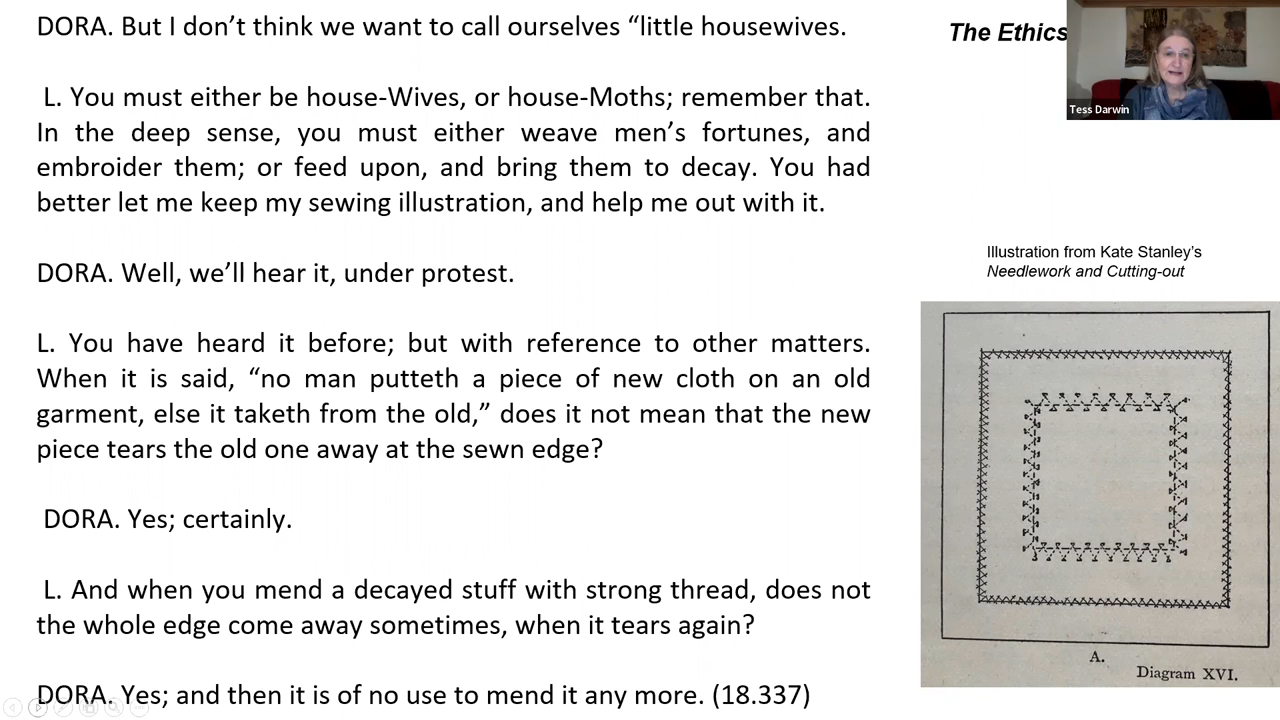 DORA. But I don’t think we want to call ourselves “little housewives.
L. You must either be house-Wives, or house-Moths; remember that.
In the deep sense, you must either weave men’s fortunes, and
embroider them; or feed upon, and bring them to decay. You had
better let me keep my sewing illustration, and help me out with it.
DORA. Well, we’ll hear it, under protest.
L. You have heard it before; but with reference to other matters.
When it is said, “no man putteth a piece of new cloth on an old
garment, else it taketh from the old,” does it not mean that the new
piece tears the old one away at the sewn edge?
DORA. Yes; certainly.
L. And when you mend a decayed stuff with strong thread, does not
the whole edge come away sometimes, when it tears again?
DORA. Yes; and then it is of no use to mend it any more. (18.337)
The Ethics
Tess Darwin
Illustration from Kate Stanley’s
Needlework and Cutting-out
A.
Diagram XVI.